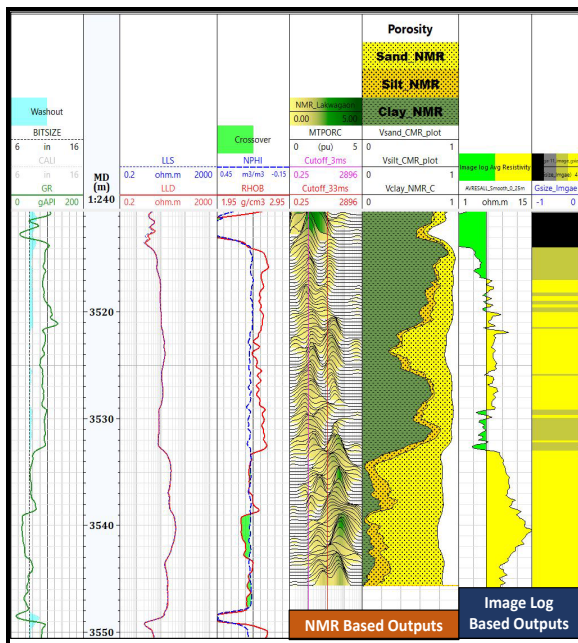 Porosity
Sand_NMR
Silt_NMR
Clay_NMR
Washout
BITSIZE
6 in 16
CALI
6 in 16
GR
0 gAPI 200
MD
(m)
1:240
LLS
0.2 ohm.m 2000
LLD
0.2 ohm.m 2000
Crossover
NPHI
0.45 m3/m3 -0.15
RHOB
1.95 g/cm3 2.95
0.00 5.00
MTPORC
0 (pu) 5
Cutoff_3ms
0.25 2896
Cutoff_33ms
0.25 2896
Vsand_CMR_plot
0 1
Vsilt_CMR_plot
0 1
Vclay_NMR_C
0 1
Image log Avg Resistivity
AVRESALL_Smooth_0_25m
1 ohm.m 15
Gsize_Imgae
-1 0
3520
3530
3540
3550
NMR Based Outputs
Image Log
Based Outputs